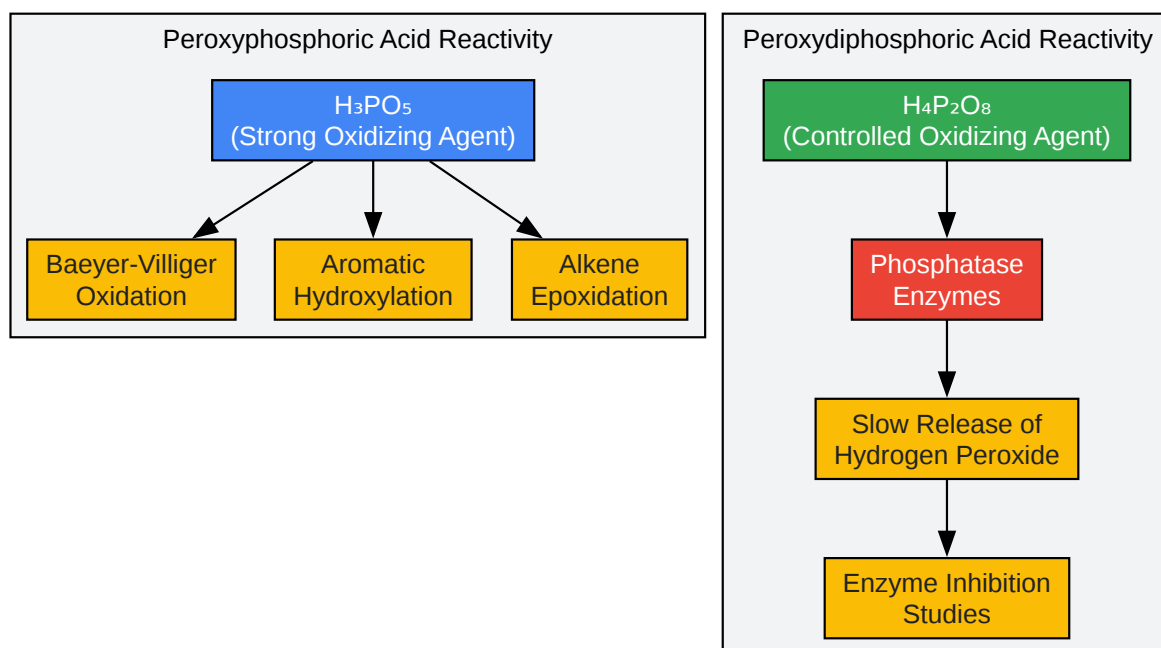 Peroxyphosphoric Acid Reactivity
H₃PO₅
(Strong Oxidizing Agent)
Baeyer-Villiger
Oxidation
Aromatic
Hydroxylation
Alkene
Epoxidation
Peroxydiphosphoric Acid Reactivity
H₄P₂O₈
(Controlled Oxidizing Agent)
Phosphatase
Enzymes
Slow Release of
Hydrogen Peroxide
Enzyme Inhibition
Studies